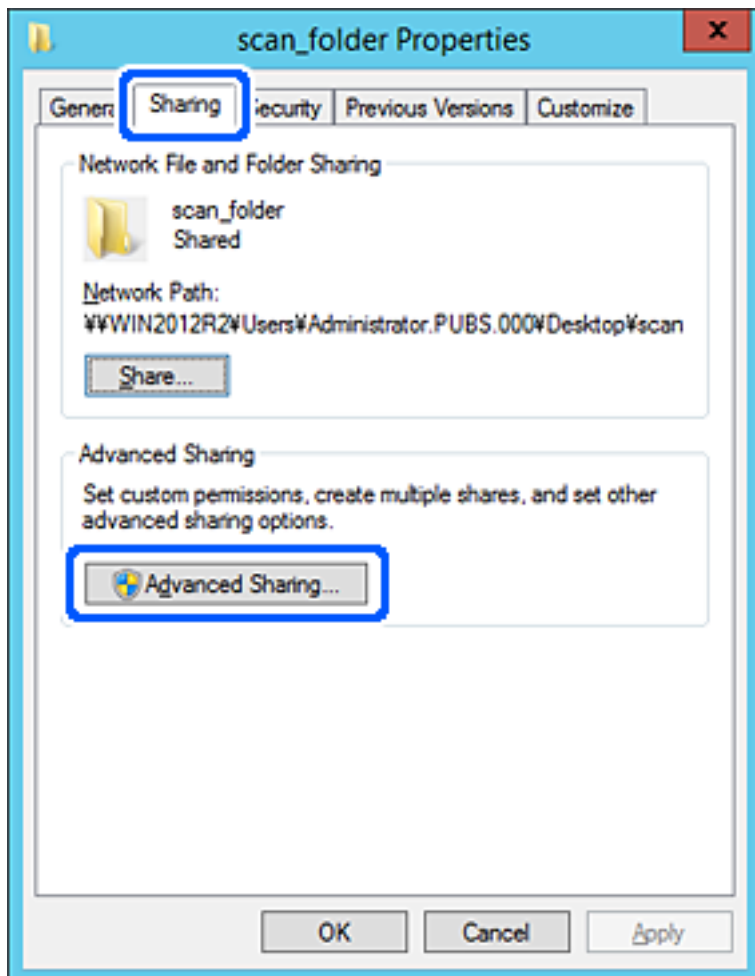 scan_folder Properties
x
General Sharing Security Previous Versions Customize
Network File and Folder Sharing
scan_folder
Shared
Network Path:
¥¥WIN2012R2¥Users¥Administrator.PUBS.000¥Desktop¥scan
Share...
Advanced Sharing
Set custom permissions, create multiple shares, and set other
advanced sharing options.
Advanced Sharing...
OK Cancel Apply